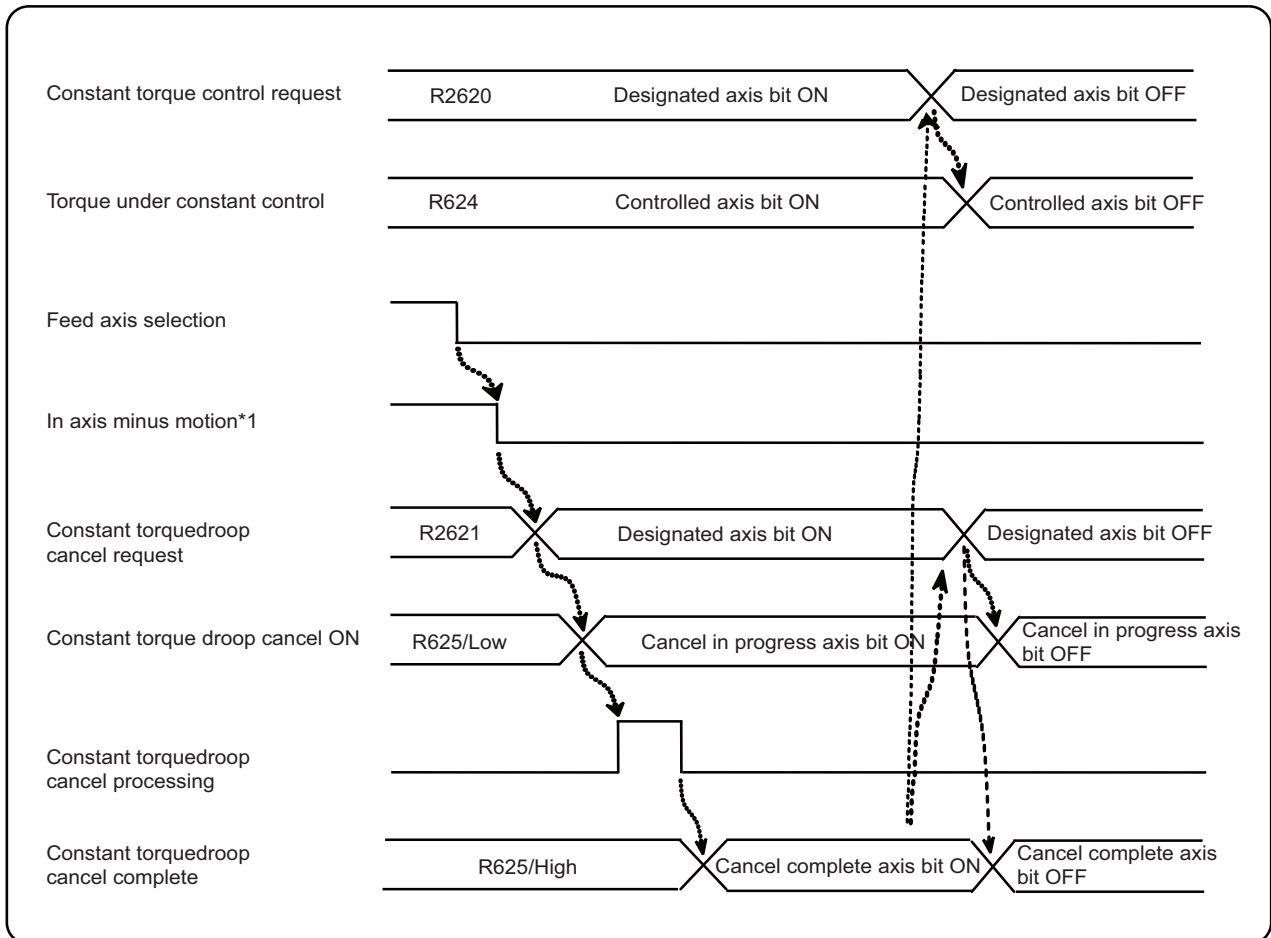 Constant torque control request
R2620
Designated axis bit ON
Designated axis bit OFF
Torque under constant control
R624
Controlled axis bit ON
Controlled axis bit OFF
Feed axis selection
In axis minus motion*1
Constant torquedroop
cancel request
R2621
Designated axis bit ON
Designated axis bit OFF
Constant torque droop cancel ON
R625/Low
Cancel in progress axis bit ON
Cancel in progress axis
bit OFF
Constant torquedroop
cancel processing
Constant torquedroop
cancel complete
R625/High
Cancel complete axis bit ON
Cancel complete axis
bit OFF